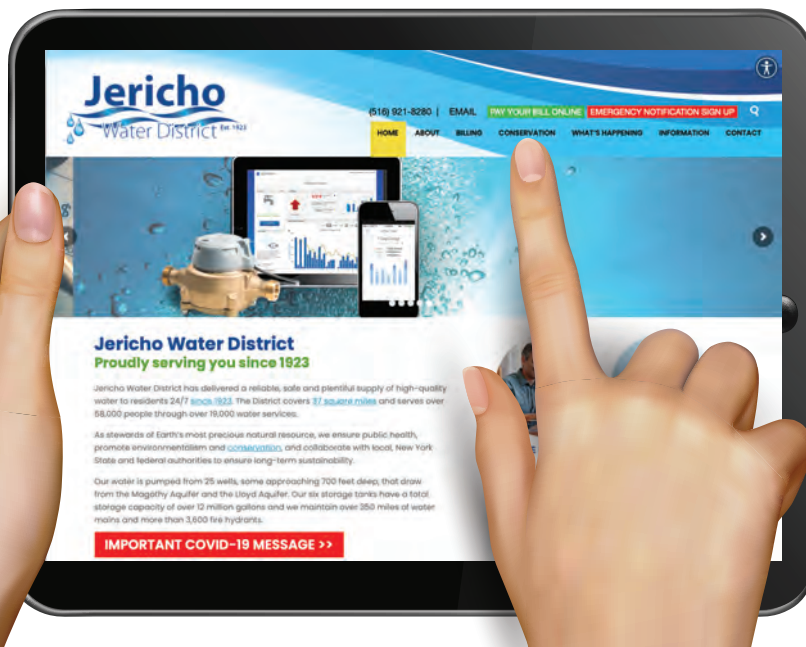 Jericho
Water District Est. 1923
(516) 921-8280 | EMAIL PAY YOUR BILL ONLINE EMERGENCY NOTIFICATION SIGN UP
HOME ABOUT BILLING CONSERVATION WHAT'S HAPPENING INFORMATION CONTACT
Jericho Water District
Proudly serving you since 1923
Jericho Water District has delivered a reliable, safe and plentiful supply of high-quality
water to residents 24/7 since 1923. The District covers 37 square miles and serves over
58,000 people through over 19,000 water services.
As stewards of Earth's most precious natural resource, we ensure public health,
promote environmentalism and conservation, and collaborate with local, New York
State and federal authorities to ensure long-term sustainability.
Our water is pumped from 25 wells, some approaching 700 feet deep, that draw
from the Magothy Aquifer and the Lloyd Aquifer. Our six storage tanks have a total
storage capacity of over 12 million gallons and we maintain over 350 miles of water
mains and more than 3,600 fire hydrants.
IMPORTANT COVID-19 MESSAGE >>